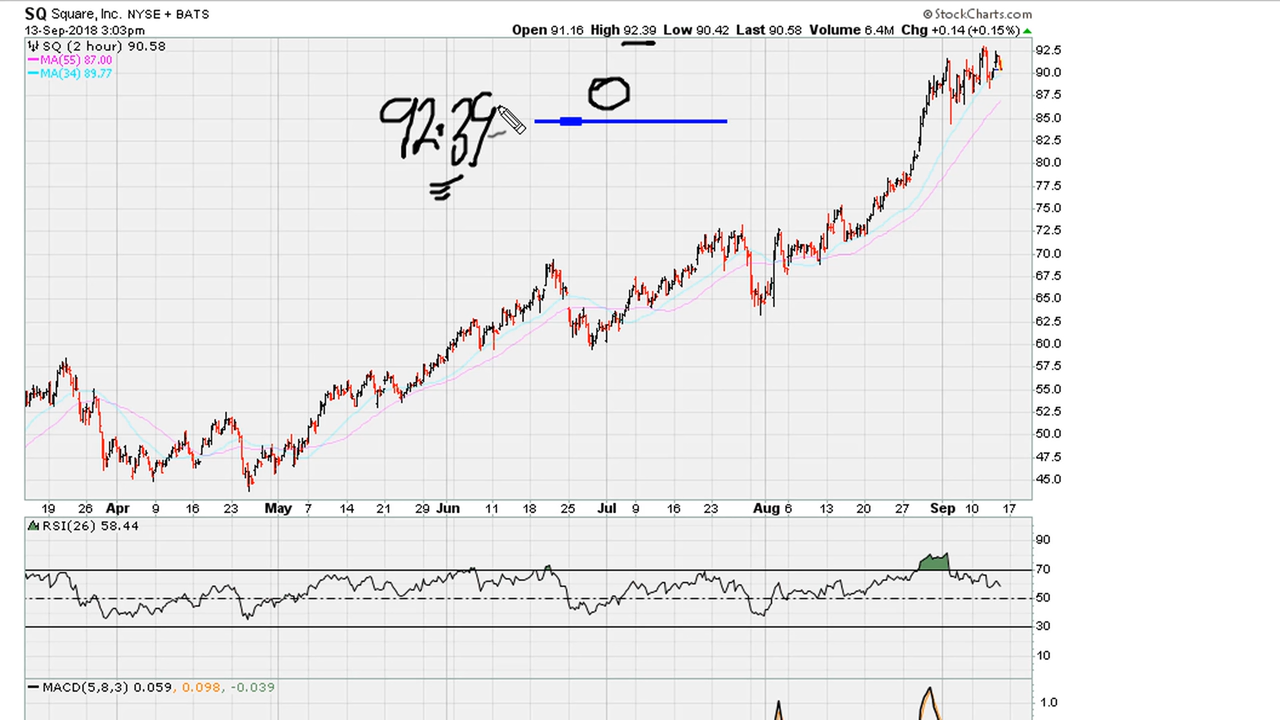 SQ Square, Inc. NYSE + BATS
© StockCharts.com
13-Sep-2018 3:03pm
Open 91.16 High 92.39 Low 90.42 Last 90.58 Volume 6.4M Chg +0.14 (+0.15%)
SQ (2 hour) 90.58
MA(55) 87.00
MA(34) 89.77
92.39
92.5
90.0
87.5
85.0
82.5
80.0
77.5
75.0
72.5
70.0
67.5
65.0
62.5
60.0
57.5
55.0
52.5
50.0
47.5
45.0
19 26 Apr 9 16 23 May 7 14 21 29 Jun 11 18 25 Jul 9 16 23 Aug 6 13 20 27 Sep 10 17
RSI(26) 58.44
90
70
50
30
10
MACD(5,8,3) 0.059, 0.098, -0.039
1.0